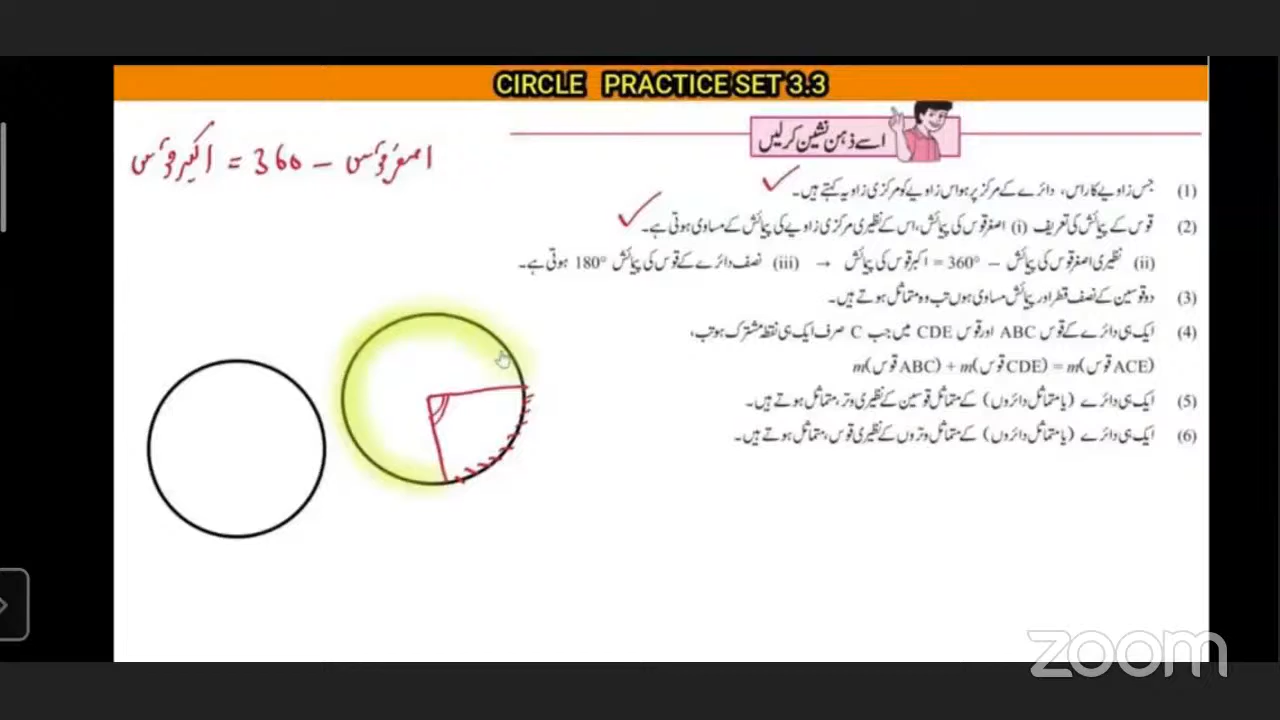 CIRCLE PRACTICE SET 3.3
اسے ذہن نشین کرلیں
اکبر قوس = 360 – اصغر قوس
(1) جس زاویے کا راس، دائرے کے مرکز پر ہو اس زاویے کو مرکزی زاویہ کہتے ہیں۔
(2) قوس کے پیمائش کی تعریف (i) اصغر قوس کی پیمائش، اس کے نظیری مرکزی زاویے کی پیمائش کے مساوی ہوتی ہے۔
(ii) نظیری اصغر قوس کی پیمائش – 360° = اکبر قوس کی پیمائش → (iii) نصف دائرے کے قوس کی پیمائش 180° ہوتی ہے۔
(3) دو قوسین کے نصف قطر اور پیمائش مساوی ہوں تب وہ متماثل ہوتے ہیں۔
(4) ایک ہی دائرے کے قوس ABC اور قوس CDE میں جب C صرف ایک ہی نقطہ مشترک ہو تب،
m(قوس ABC) + m(قوس CDE) = m(قوس ACE)
(5) ایک ہی دائرے (یا متماثل دائروں) کے متماثل قوسین کے نظیری وتر، متماثل ہوتے ہیں۔
(6) ایک ہی دائرے (یا متماثل دائروں) کے متماثل وتروں کے نظیری قوس، متماثل ہوتے ہیں۔
zoom